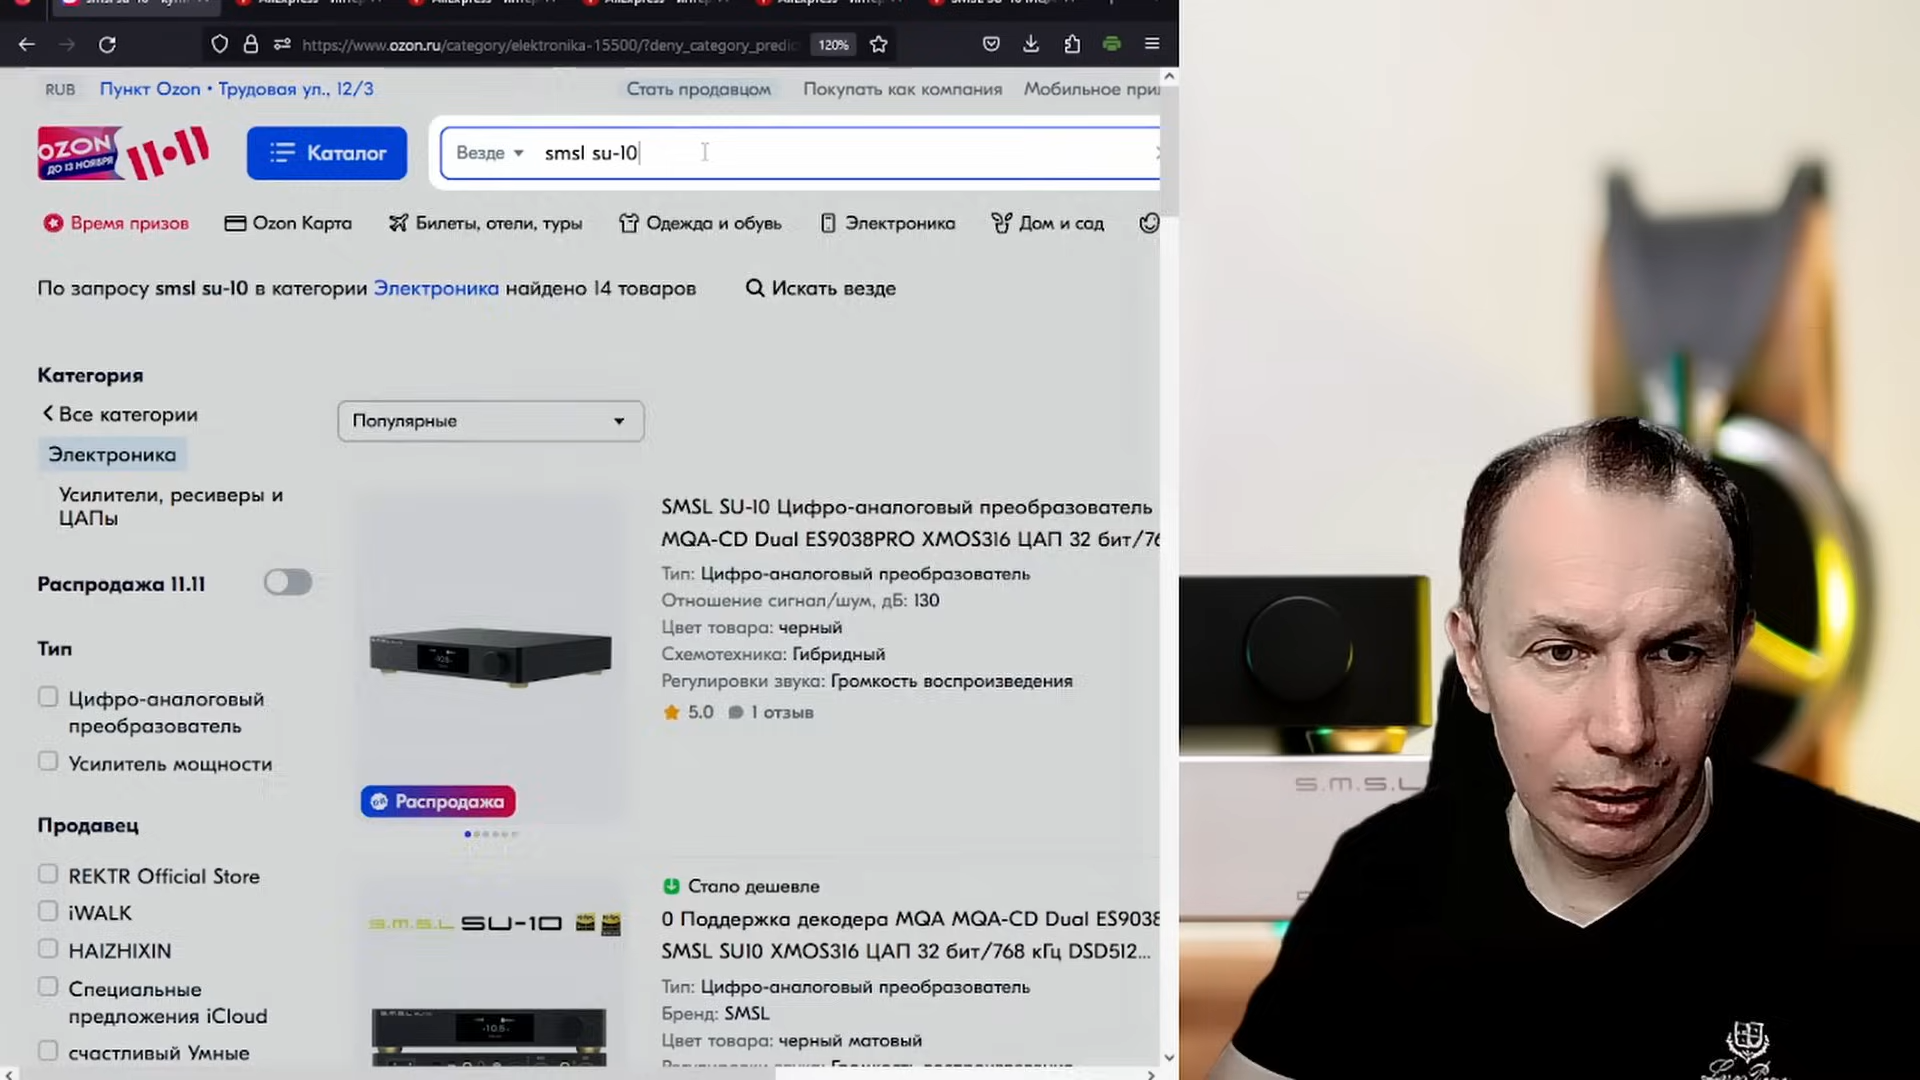 https://www.ozon.ru/category/elektronika-15500/?deny_category_predic
120%
RUB
Пункт Ozon • Трудовая ул., 12/3
Стать продавцом
Покупать как компания
Мобильное при
OZON
ДО 13 НОЯБРЯ
11•11
Каталог
Везде
smsl su-10
Время призов
Ozon Карта
Билеты, отели, туры
Одежда и обувь
Электроника
Дом и сад
По запросу smsl su-10 в категории Электроника найдено 14 товаров
Искать везде
Категория
Все категории
Электроника
Усилители, ресиверы и
ЦАПы
Распродажа 11.11
Тип
Цифро-аналоговый
преобразователь
Усилитель мощности
Продавец
REKTR Official Store
iWALK
HAIZHIXIN
Специальные
предложения iCloud
счастливый Умные
Популярные
SMSL SU-10 Цифро-аналоговый преобразователь
MQA-CD Dual ES9038PRO XMOS316 ЦАП 32 бит/76
Тип: Цифро-аналоговый преобразователь
Отношение сигнал/шум, дБ: 130
Цвет товара: черный
Схемотехника: Гибридный
Регулировки звука: Громкость воспроизведения
5.0
1 отзыв
Распродажа
Стало дешевле
0 Поддержка декодера MQA MQA-CD Dual ES9038
SMSL SU10 XMOS316 ЦАП 32 бит/768 кГц DSD512...
Тип: Цифро-аналоговый преобразователь
Бренд: SMSL
Цвет товара: черный матовый
S.M.S.L SU-10
-10.5
S.M.S.L